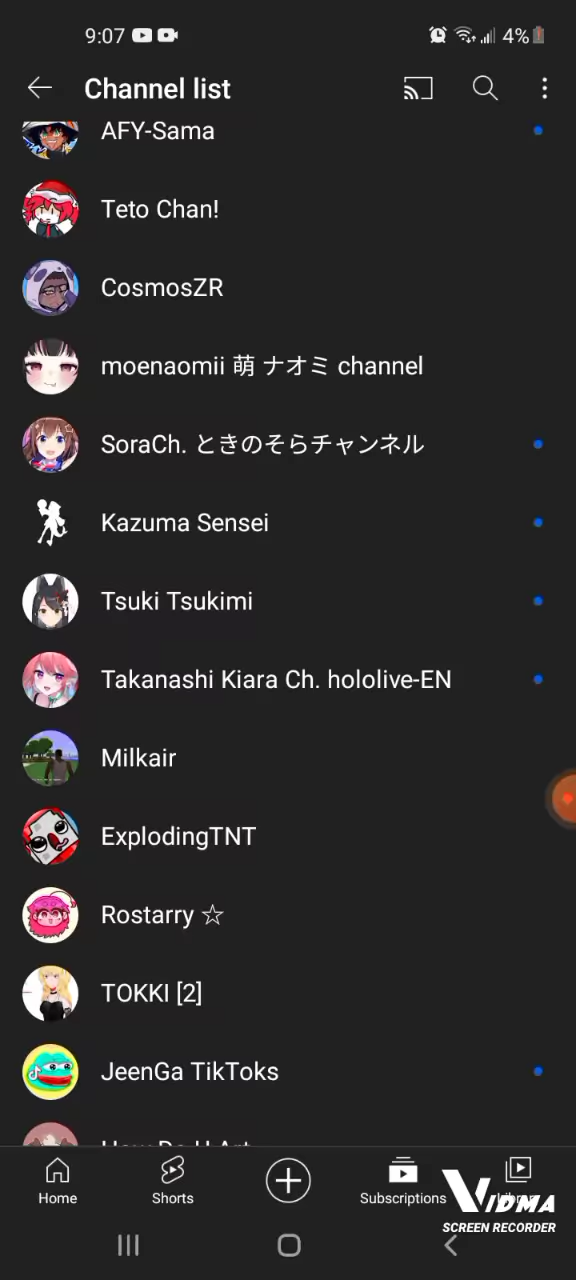 9:07
4%
Channel list
AFY-Sama
Teto Chan!
CosmosZR
moenaomii 萌 ナオミ channel
SoraCh. ときのそらチャンネル
Kazuma Sensei
Tsuki Tsukimi
Takanashi Kiara Ch. hololive-EN
Milkair
ExplodingTNT
Rostarry ☆
TOKKI [2]
JeenGa TikToks
Home
Shorts
Subscriptions
VIDMA
SCREEN RECORDER